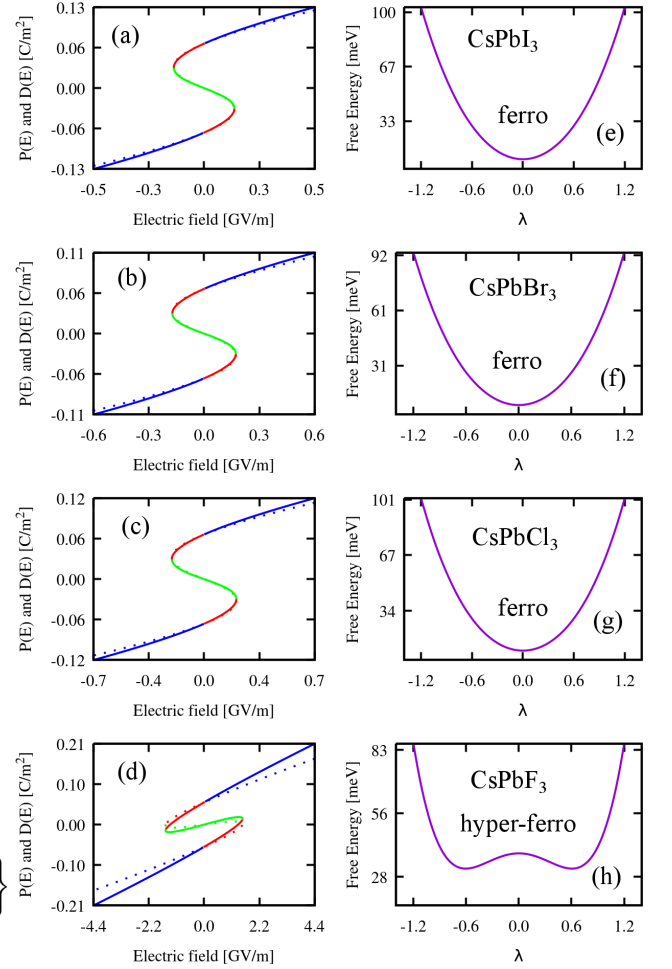 (a)
0.13
0.06
0.00
-0.06
-0.13
P(E) and D(E) [C/m²]
-0.5 -0.3 0.0 0.3 0.5
Electric field [GV/m]
CsPbI₃
ferro
(e)
100
67
33
Free Energy [meV]
-1.2 -0.6 0.0 0.6 1.2
λ
(b)
0.11
0.06
0.00
-0.06
-0.11
P(E) and D(E) [C/m²]
-0.6 -0.3 0.0 0.3 0.6
Electric field [GV/m]
CsPbBr₃
ferro
(f)
92
61
31
Free Energy [meV]
-1.2 -0.6 0.0 0.6 1.2
λ
(c)
0.12
0.06
0.00
-0.06
-0.12
P(E) and D(E) [C/m²]
-0.7 -0.4 0.0 0.4 0.7
Electric field [GV/m]
CsPbCl₃
ferro
(g)
101
67
34
Free Energy [meV]
-1.2 -0.6 0.0 0.6 1.2
λ
(d)
0.21
0.10
0.00
-0.10
-0.21
P(E) and D(E) [C/m²]
-4.4 -2.2 0.0 2.2 4.4
Electric field [GV/m]
CsPbF₃
hyper-ferro
(h)
83
56
28
Free Energy [meV]
-1.2 -0.6 0.0 0.6 1.2
λ
}